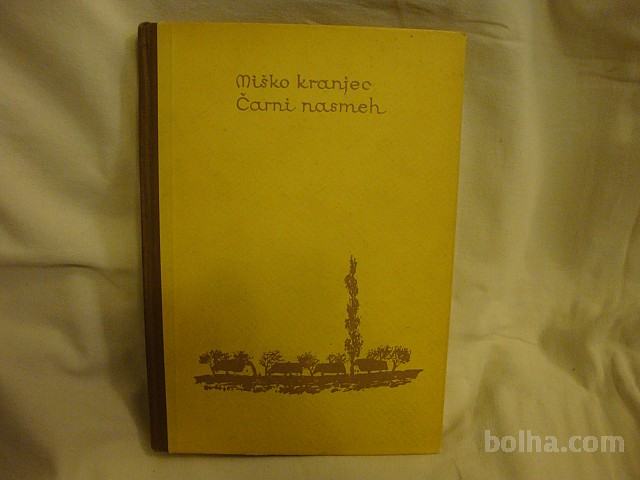 Miško kranjec
Čarni nasmeh
bolha.com